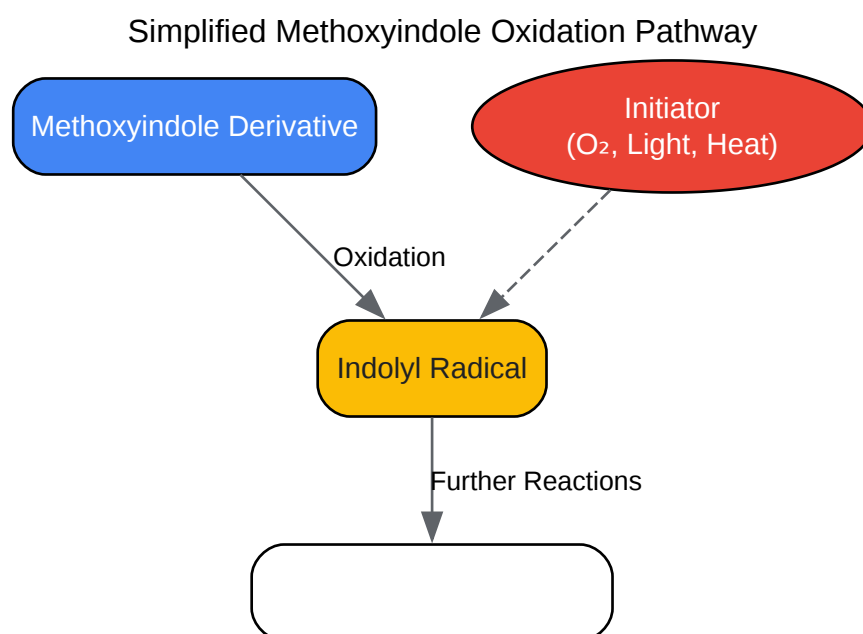 Simplified Methoxyindole Oxidation Pathway
Methoxyindole Derivative
Initiator
(O₂, Light, Heat)
Oxidation
Indolyl Radical
Further Reactions